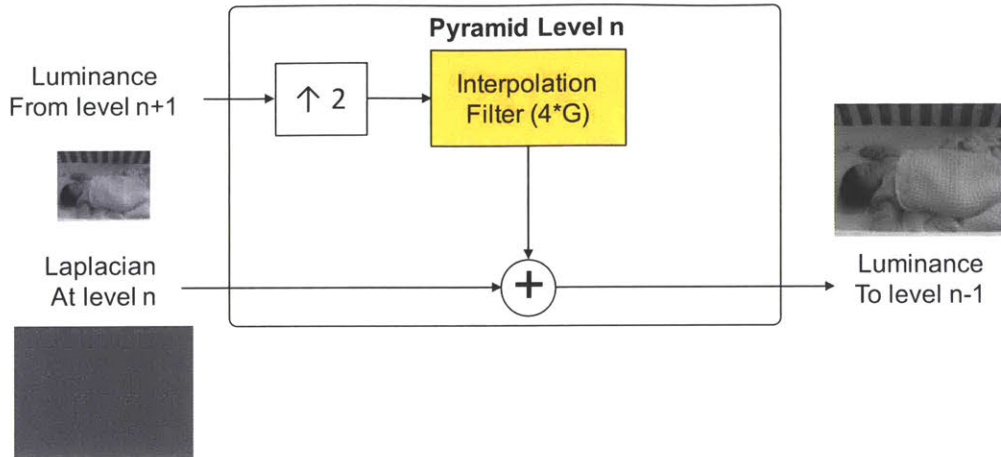 Pyramid Level n
Luminance
From level n+1
↑ 2
Interpolation
Filter (4*G)
Laplacian
At level n
+
Luminance
To level n-1